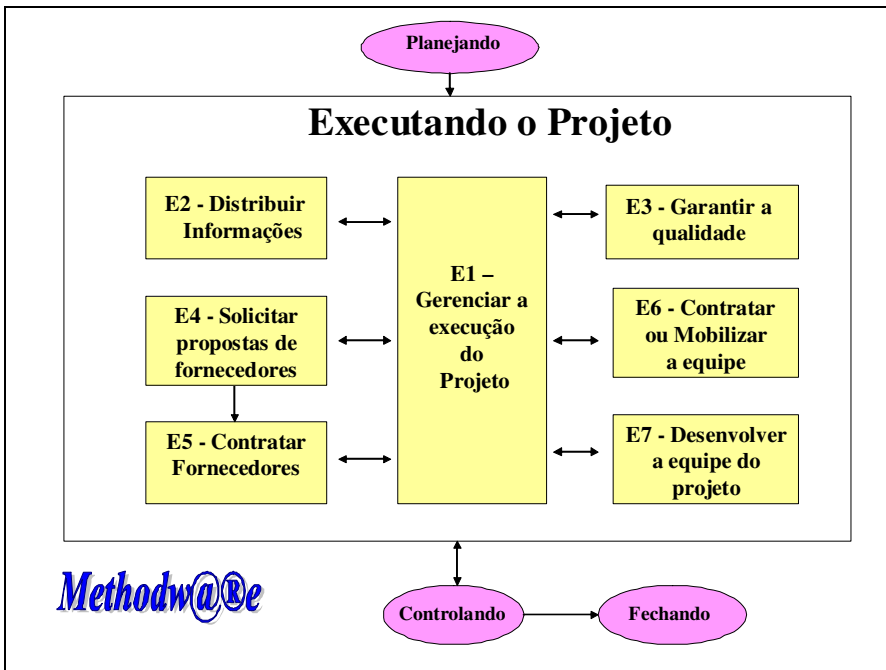 Planejando
Executando o Projeto
E2 - Distribuir
Informações
E1 –
Gerenciar a
execução
do
Projeto
E3 - Garantir a
qualidade
E4 - Solicitar
propostas de
fornecedores
E6 - Contratar
ou Mobilizar
a equipe
E5 - Contratar
Fornecedores
E7 - Desenvolver
a equipe do
projeto
Methodw@®e
Controlando
Fechando